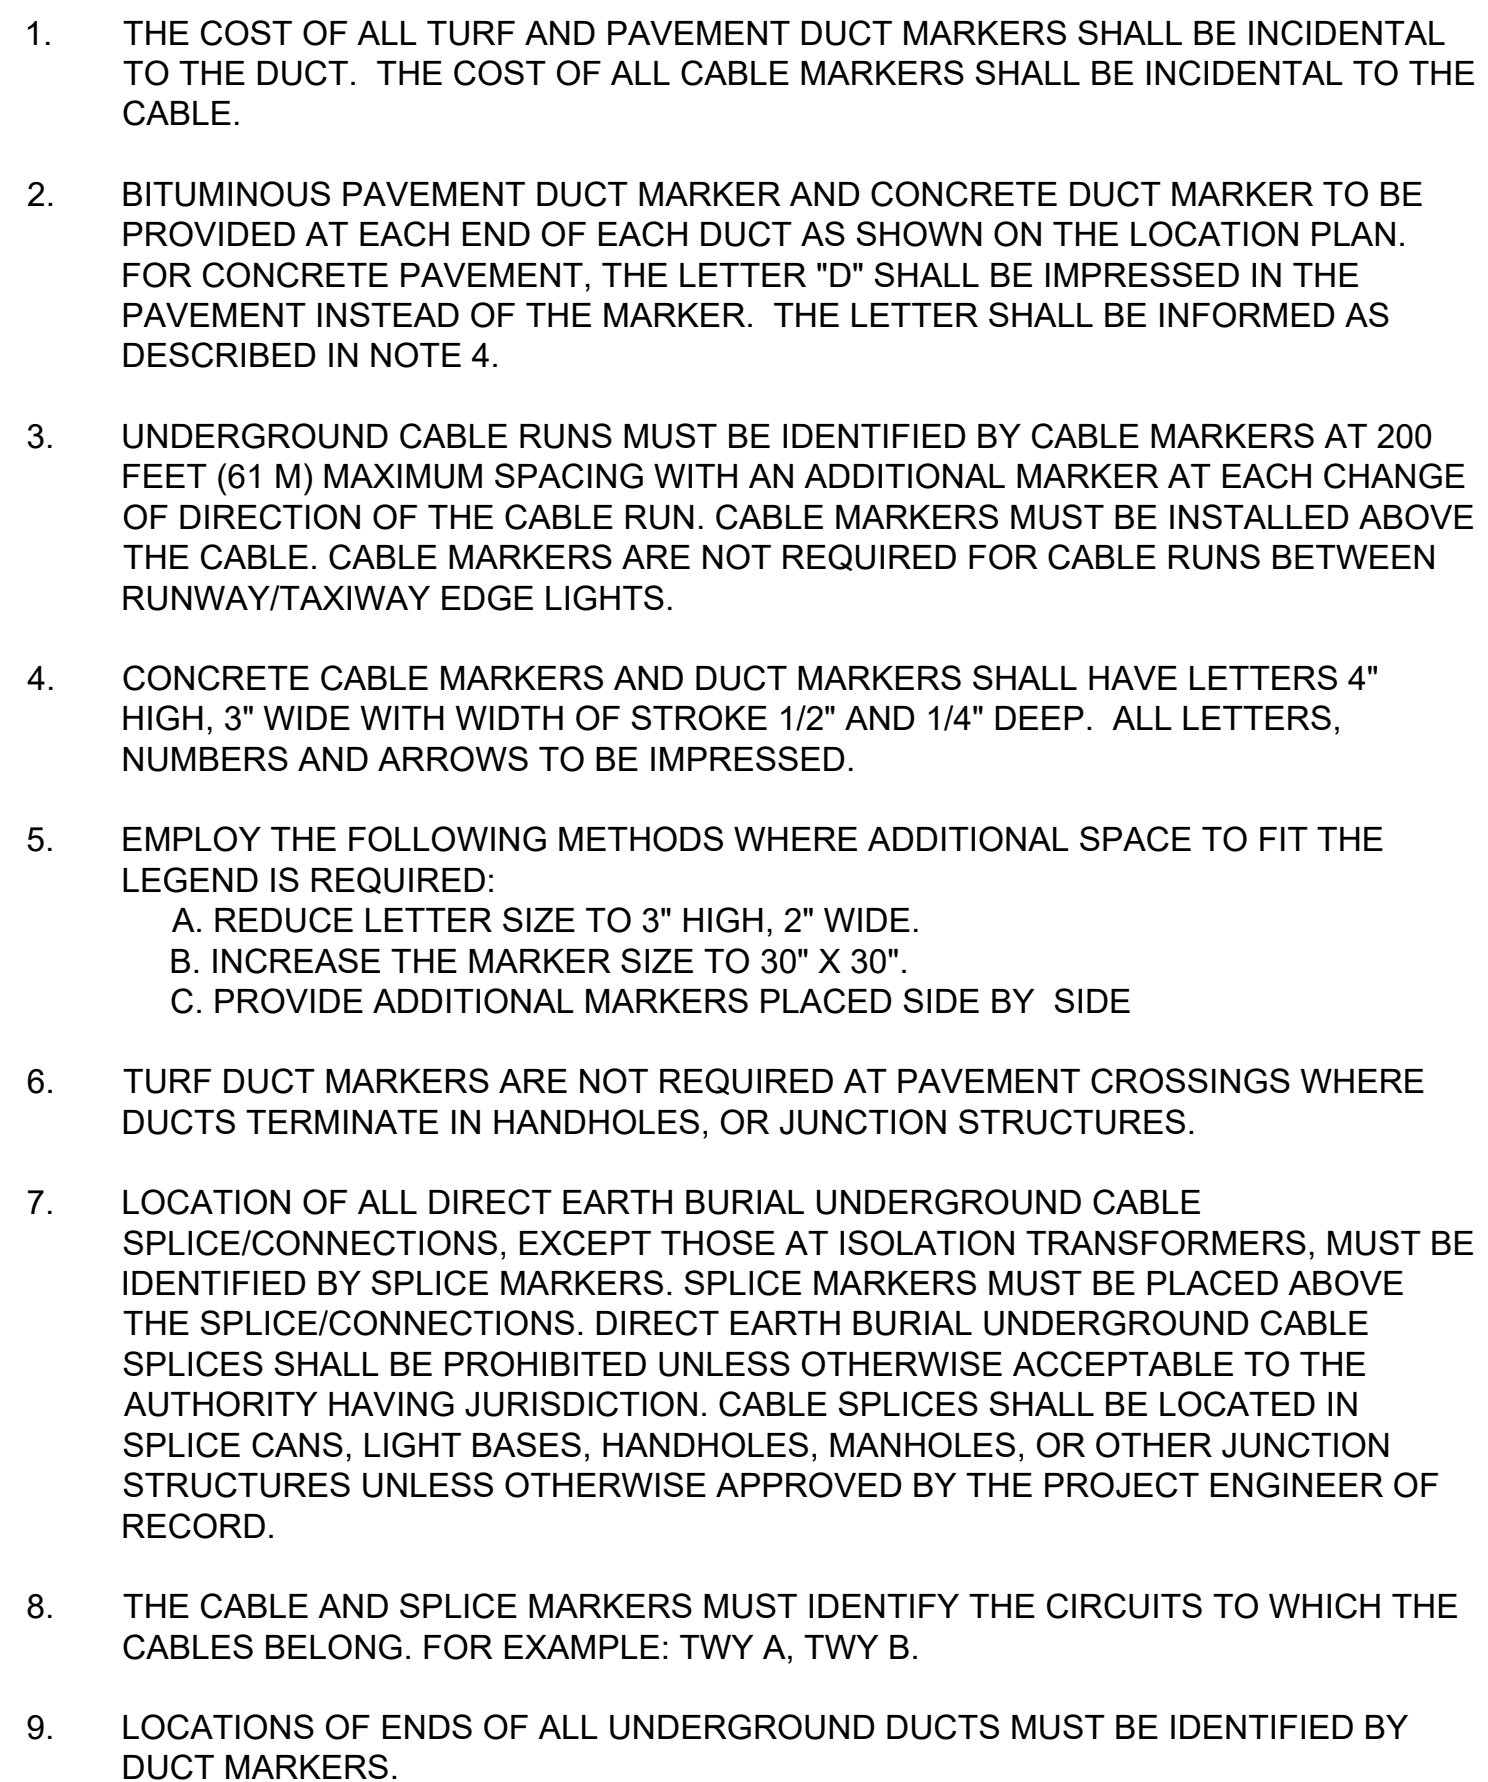 1. THE COST OF ALL TURF AND PAVEMENT DUCT MARKERS SHALL BE INCIDENTAL
TO THE DUCT.  THE COST OF ALL CABLE MARKERS SHALL BE INCIDENTAL TO THE
CABLE.
2. BITUMINOUS PAVEMENT DUCT MARKER AND CONCRETE DUCT MARKER TO BE
PROVIDED AT EACH END OF EACH DUCT AS SHOWN ON THE LOCATION PLAN.
FOR CONCRETE PAVEMENT, THE LETTER "D" SHALL BE IMPRESSED IN THE
PAVEMENT INSTEAD OF THE MARKER.  THE LETTER SHALL BE INFORMED AS
DESCRIBED IN NOTE 4.
3. UNDERGROUND CABLE RUNS MUST BE IDENTIFIED BY CABLE MARKERS AT 200
FEET (61 M) MAXIMUM SPACING WITH AN ADDITIONAL MARKER AT EACH CHANGE
OF DIRECTION OF THE CABLE RUN. CABLE MARKERS MUST BE INSTALLED ABOVE
THE CABLE. CABLE MARKERS ARE NOT REQUIRED FOR CABLE RUNS BETWEEN
RUNWAY/TAXIWAY EDGE LIGHTS.
4. CONCRETE CABLE MARKERS AND DUCT MARKERS SHALL HAVE LETTERS 4"
HIGH, 3" WIDE WITH WIDTH OF STROKE 1/2" AND 1/4" DEEP.  ALL LETTERS,
NUMBERS AND ARROWS TO BE IMPRESSED.
5. EMPLOY THE FOLLOWING METHODS WHERE ADDITIONAL SPACE TO FIT THE
LEGEND IS REQUIRED:
A. REDUCE LETTER SIZE TO 3" HIGH, 2" WIDE.
B. INCREASE THE MARKER SIZE TO 30" X 30".
C. PROVIDE ADDITIONAL MARKERS PLACED SIDE BY  SIDE
6. TURF DUCT MARKERS ARE NOT REQUIRED AT PAVEMENT CROSSINGS WHERE
DUCTS TERMINATE IN HANDHOLES, OR JUNCTION STRUCTURES.
7. LOCATION OF ALL DIRECT EARTH BURIAL UNDERGROUND CABLE
SPLICE/CONNECTIONS, EXCEPT THOSE AT ISOLATION TRANSFORMERS, MUST BE
IDENTIFIED BY SPLICE MARKERS. SPLICE MARKERS MUST BE PLACED ABOVE
THE SPLICE/CONNECTIONS. DIRECT EARTH BURIAL UNDERGROUND CABLE
SPLICES SHALL BE PROHIBITED UNLESS OTHERWISE ACCEPTABLE TO THE
AUTHORITY HAVING JURISDICTION. CABLE SPLICES SHALL BE LOCATED IN
SPLICE CANS, LIGHT BASES, HANDHOLES, MANHOLES, OR OTHER JUNCTION
STRUCTURES UNLESS OTHERWISE APPROVED BY THE PROJECT ENGINEER OF
RECORD.
8. THE CABLE AND SPLICE MARKERS MUST IDENTIFY THE CIRCUITS TO WHICH THE
CABLES BELONG. FOR EXAMPLE: TWY A, TWY B.
9. LOCATIONS OF ENDS OF ALL UNDERGROUND DUCTS MUST BE IDENTIFIED BY
DUCT MARKERS.